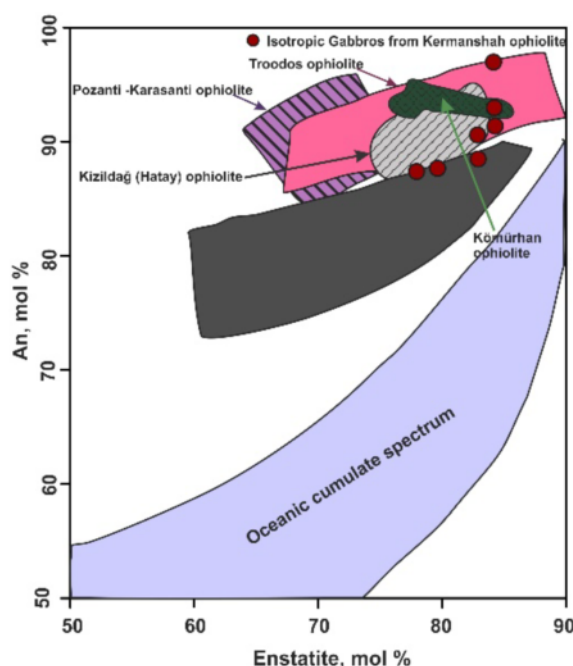 Isotropic Gabbros from Kermanshah ophiolite
Troodos ophiolite
Pozanti -Karasanti ophiolite
Kizildağ (Hatay) ophiolite
Kömürhan
ophiolite
Oceanic cumulate spectrum
An, mol %
100
90
80
70
60
50
50
60
70
80
90
Enstatite, mol %